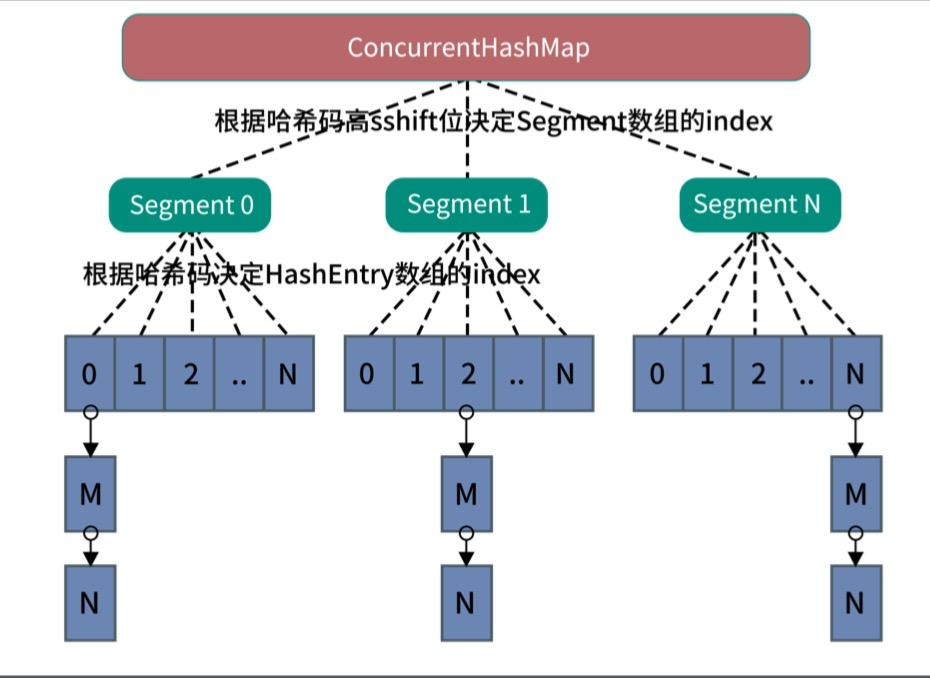 ConcurrentHashMap
根据哈希码高sshift位决定Segment数组的index
Segment 0 Segment 1 Segment N
根据哈希码决定HashEntry数组的index
0 1 2 .. N 0 1 2 .. N 0 1 2 .. N
M M M
N N N